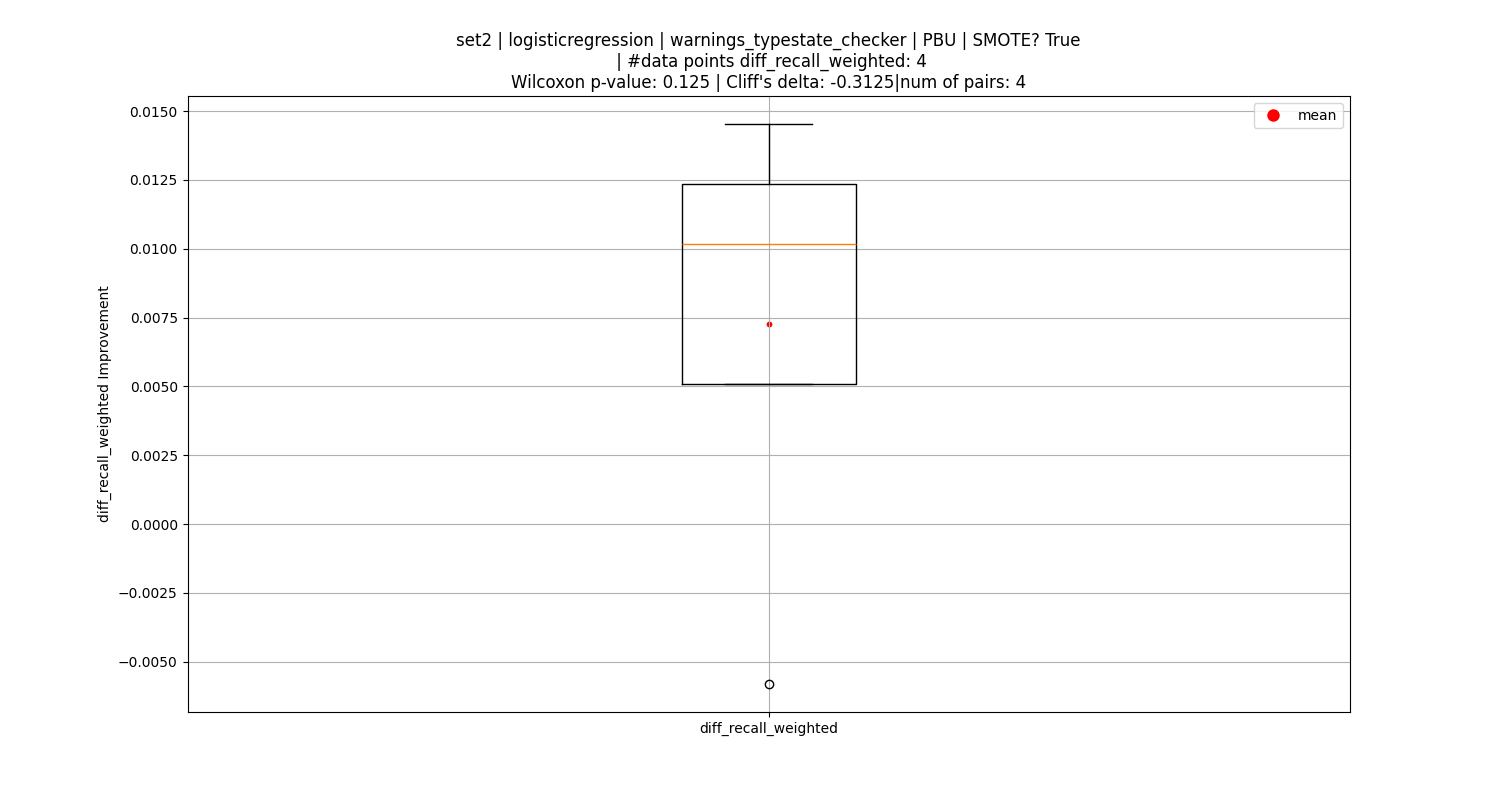 set2 | logisticregression | warnings_typestate_checker | PBU | SMOTE? True
| #data points diff_recall_weighted: 4
Wilcoxon p-value: 0.125 | Cliff's delta: -0.3125|num of pairs: 4
mean
0.0150
0.0125
0.0100
0.0075
0.0050
0.0025
0.0000
−0.0025
−0.0050
diff_recall_weighted Improvement
diff_recall_weighted